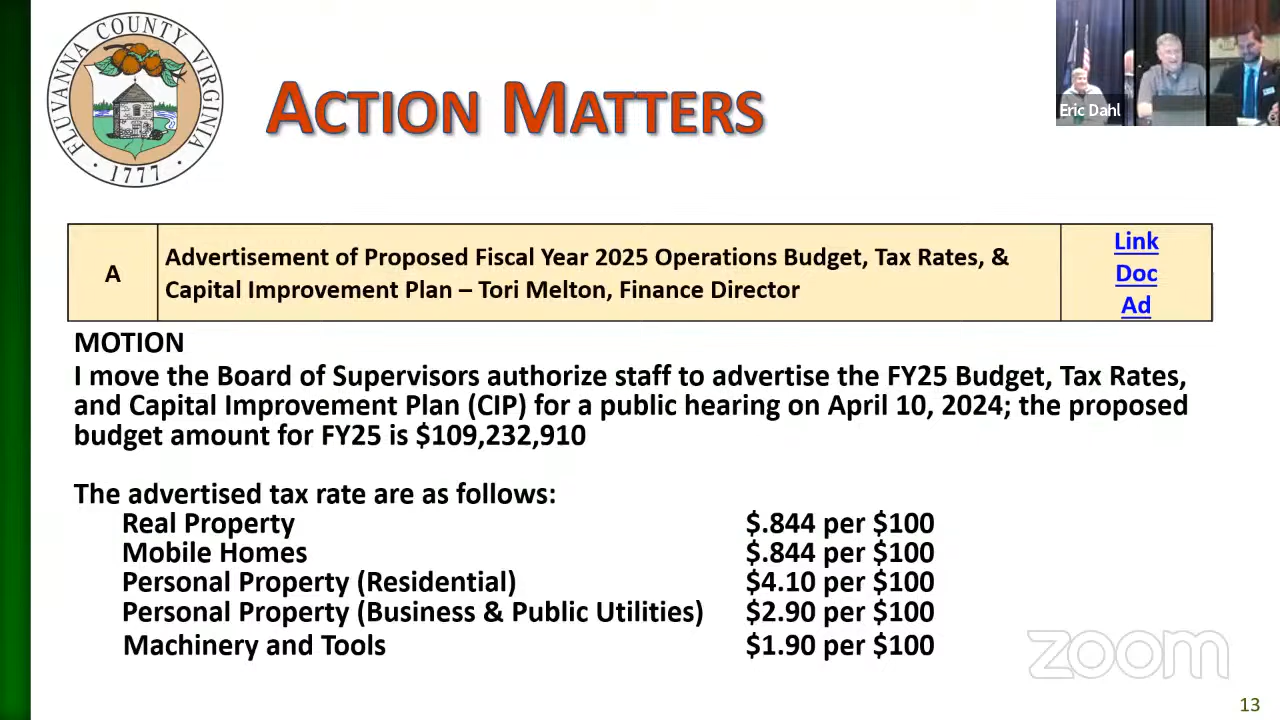 FLUVANNA COUNTY VIRGINIA
• 1777 •
ACTION MATTERS
Eric Dahl
A
Advertisement of Proposed Fiscal Year 2025 Operations Budget, Tax Rates, &
Capital Improvement Plan – Tori Melton, Finance Director
Link
Doc
Ad
MOTION
I move the Board of Supervisors authorize staff to advertise the FY25 Budget, Tax Rates,
and Capital Improvement Plan (CIP) for a public hearing on April 10, 2024; the proposed
budget amount for FY25 is $109,232,910
The advertised tax rate are as follows:
Real Property $.844 per $100
Mobile Homes $.844 per $100
Personal Property (Residential) $4.10 per $100
Personal Property (Business & Public Utilities) $2.90 per $100
Machinery and Tools $1.90 per $100
zoom
13